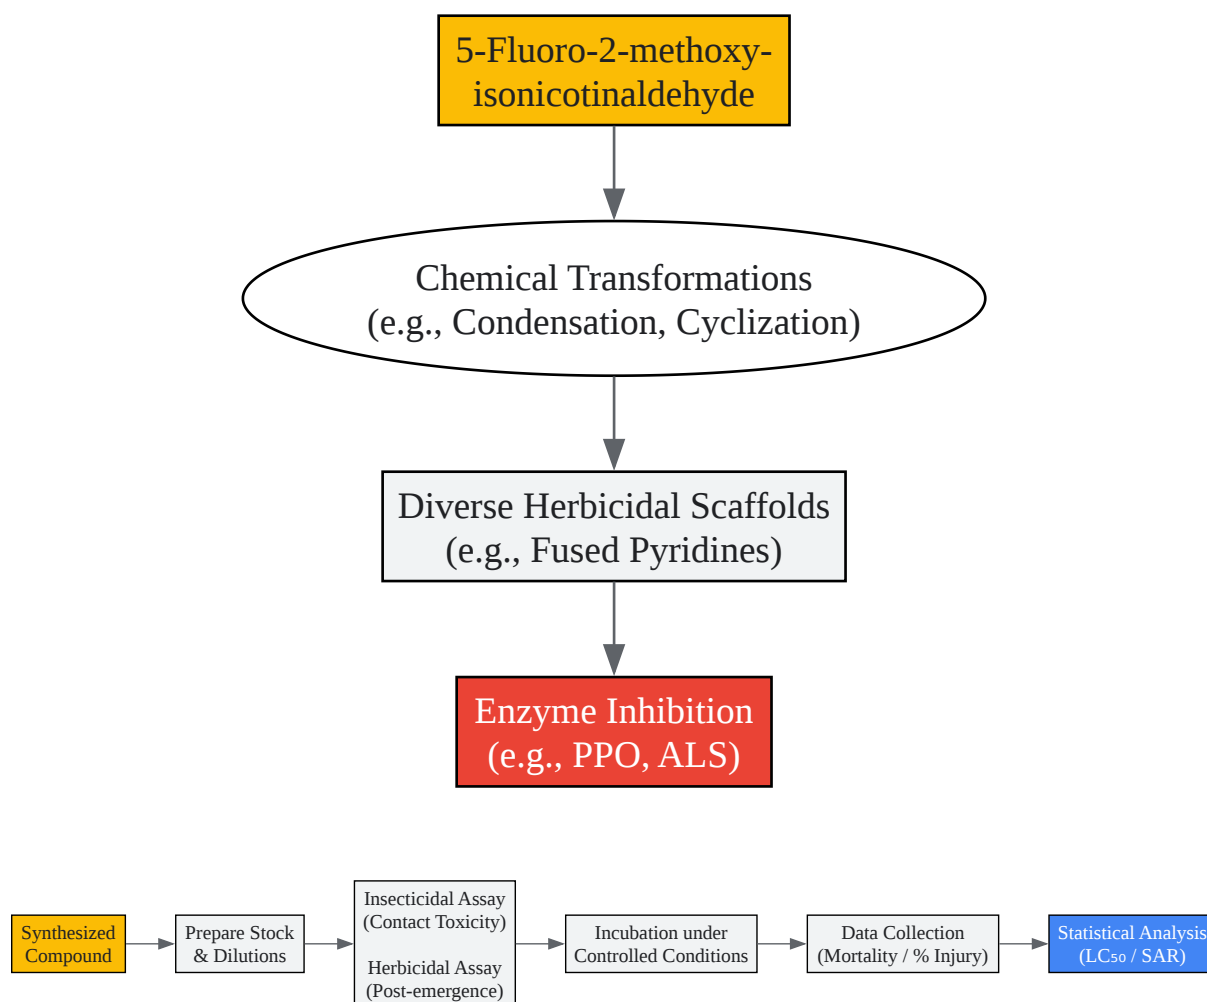 5-Fluoro-2-methoxy-
isonicotinaldehyde
Chemical Transformations
(e.g., Condensation, Cyclization)
Diverse Herbicidal Scaffolds
(e.g., Fused Pyridines)
Enzyme Inhibition
(e.g., PPO, ALS)
Synthesized
Compound
Prepare Stock
& Dilutions
Insecticidal Assay
(Contact Toxicity)
Herbicidal Assay
(Post-emergence)
Incubation under
Controlled Conditions
Data Collection
(Mortality / % Injury)
Statistical Analysis
(LC₅₀ / SAR)